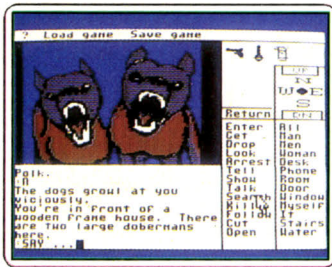 ? Load game Save game
UP
N
W E
S
Return DN
Enter All
Get Man
Drop Men
Look Woman
Arrest Desk
Tell Phone
Show Room
Talk Door
Search Window
Kill Myself
Follow It
Cut Stairs
Open Water
Polk.
:N
The dogs growl at you
viciously.
You're in front of a
wooden frame house. There
are two large dobermans
here.
:SAY ...